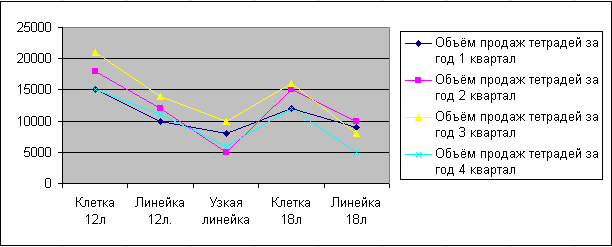 25000
20000
15000
10000
5000
0
Клетка
12л
Линейка
12л.
Узкая
линейка
Клетка
18л
Линейка
18л
Объём продаж тетрадей за
год 1 квартал
Объём продаж тетрадей за
год 2 квартал
Объём продаж тетрадей за
год 3 квартал
Объём продаж тетрадей за
год 4 квартал